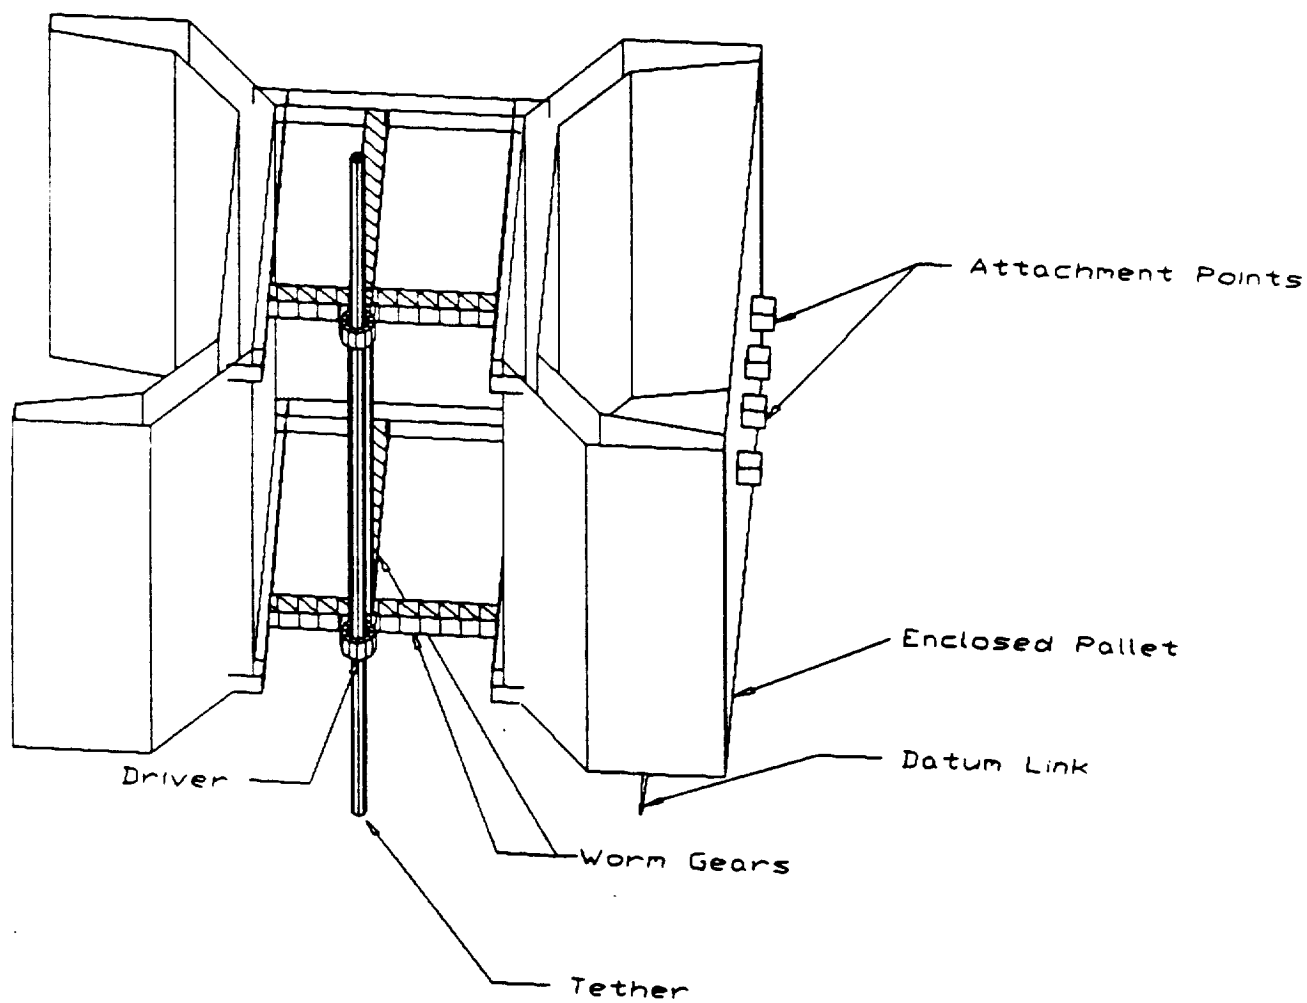 Attachment Points
Enclosed Pallet
Datum Link
Driver
Worm Gears
Tether